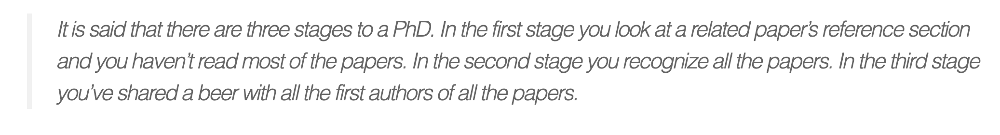 It is said that there are three stages to a PhD. In the first stage you look at a related paper’s reference section
and you haven’t read most of the papers. In the second stage you recognize all the papers. In the third stage
you’ve shared a beer with all the first authors of all the papers.